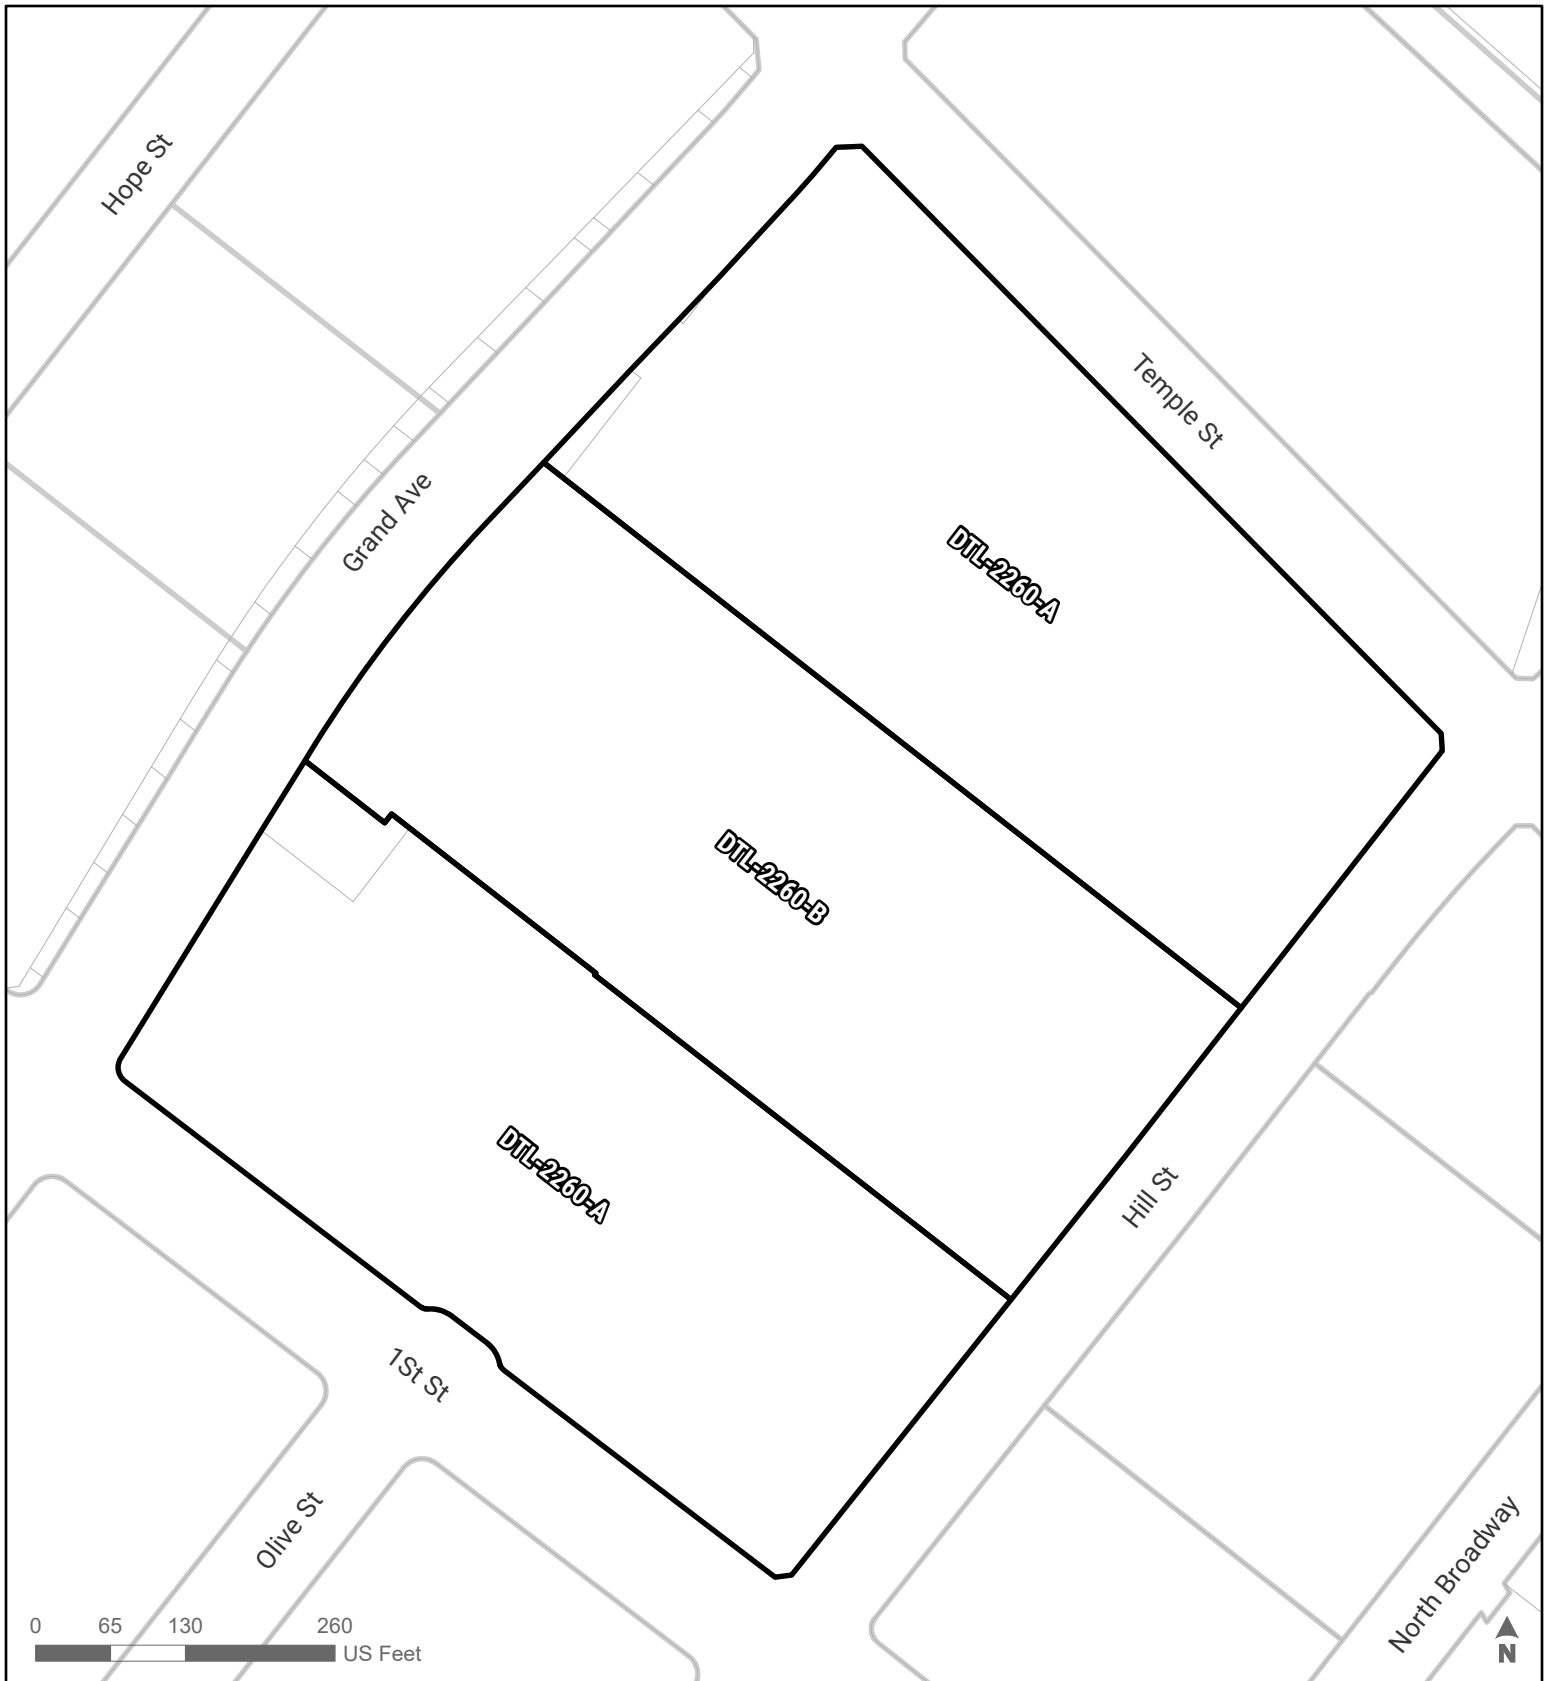 Hope St
Temple St
Grand Ave
DTL-2260-A
DTL-2260-B
DTL-2260-A
Hill St
1St St
Olive St
North Broadway
0 65 130 260
US Feet
N